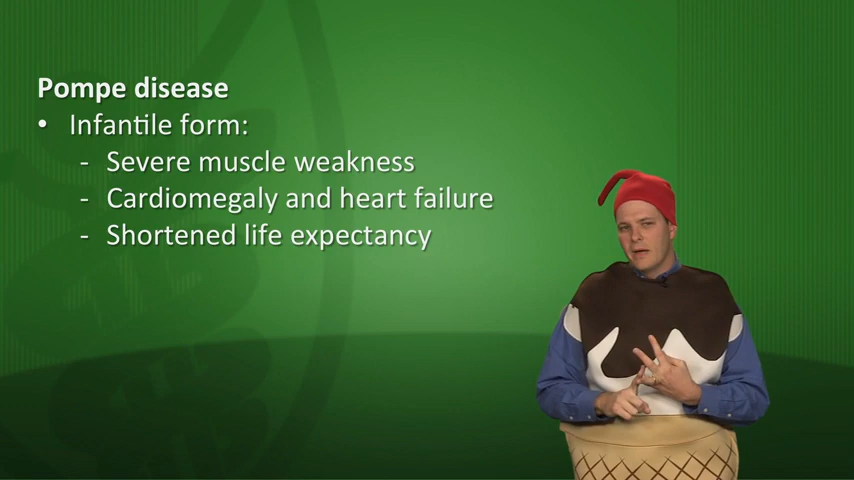 Pompe disease
• Infantile form:
- Severe muscle weakness
- Cardiomegaly and heart failure
- Shortened life expectancy